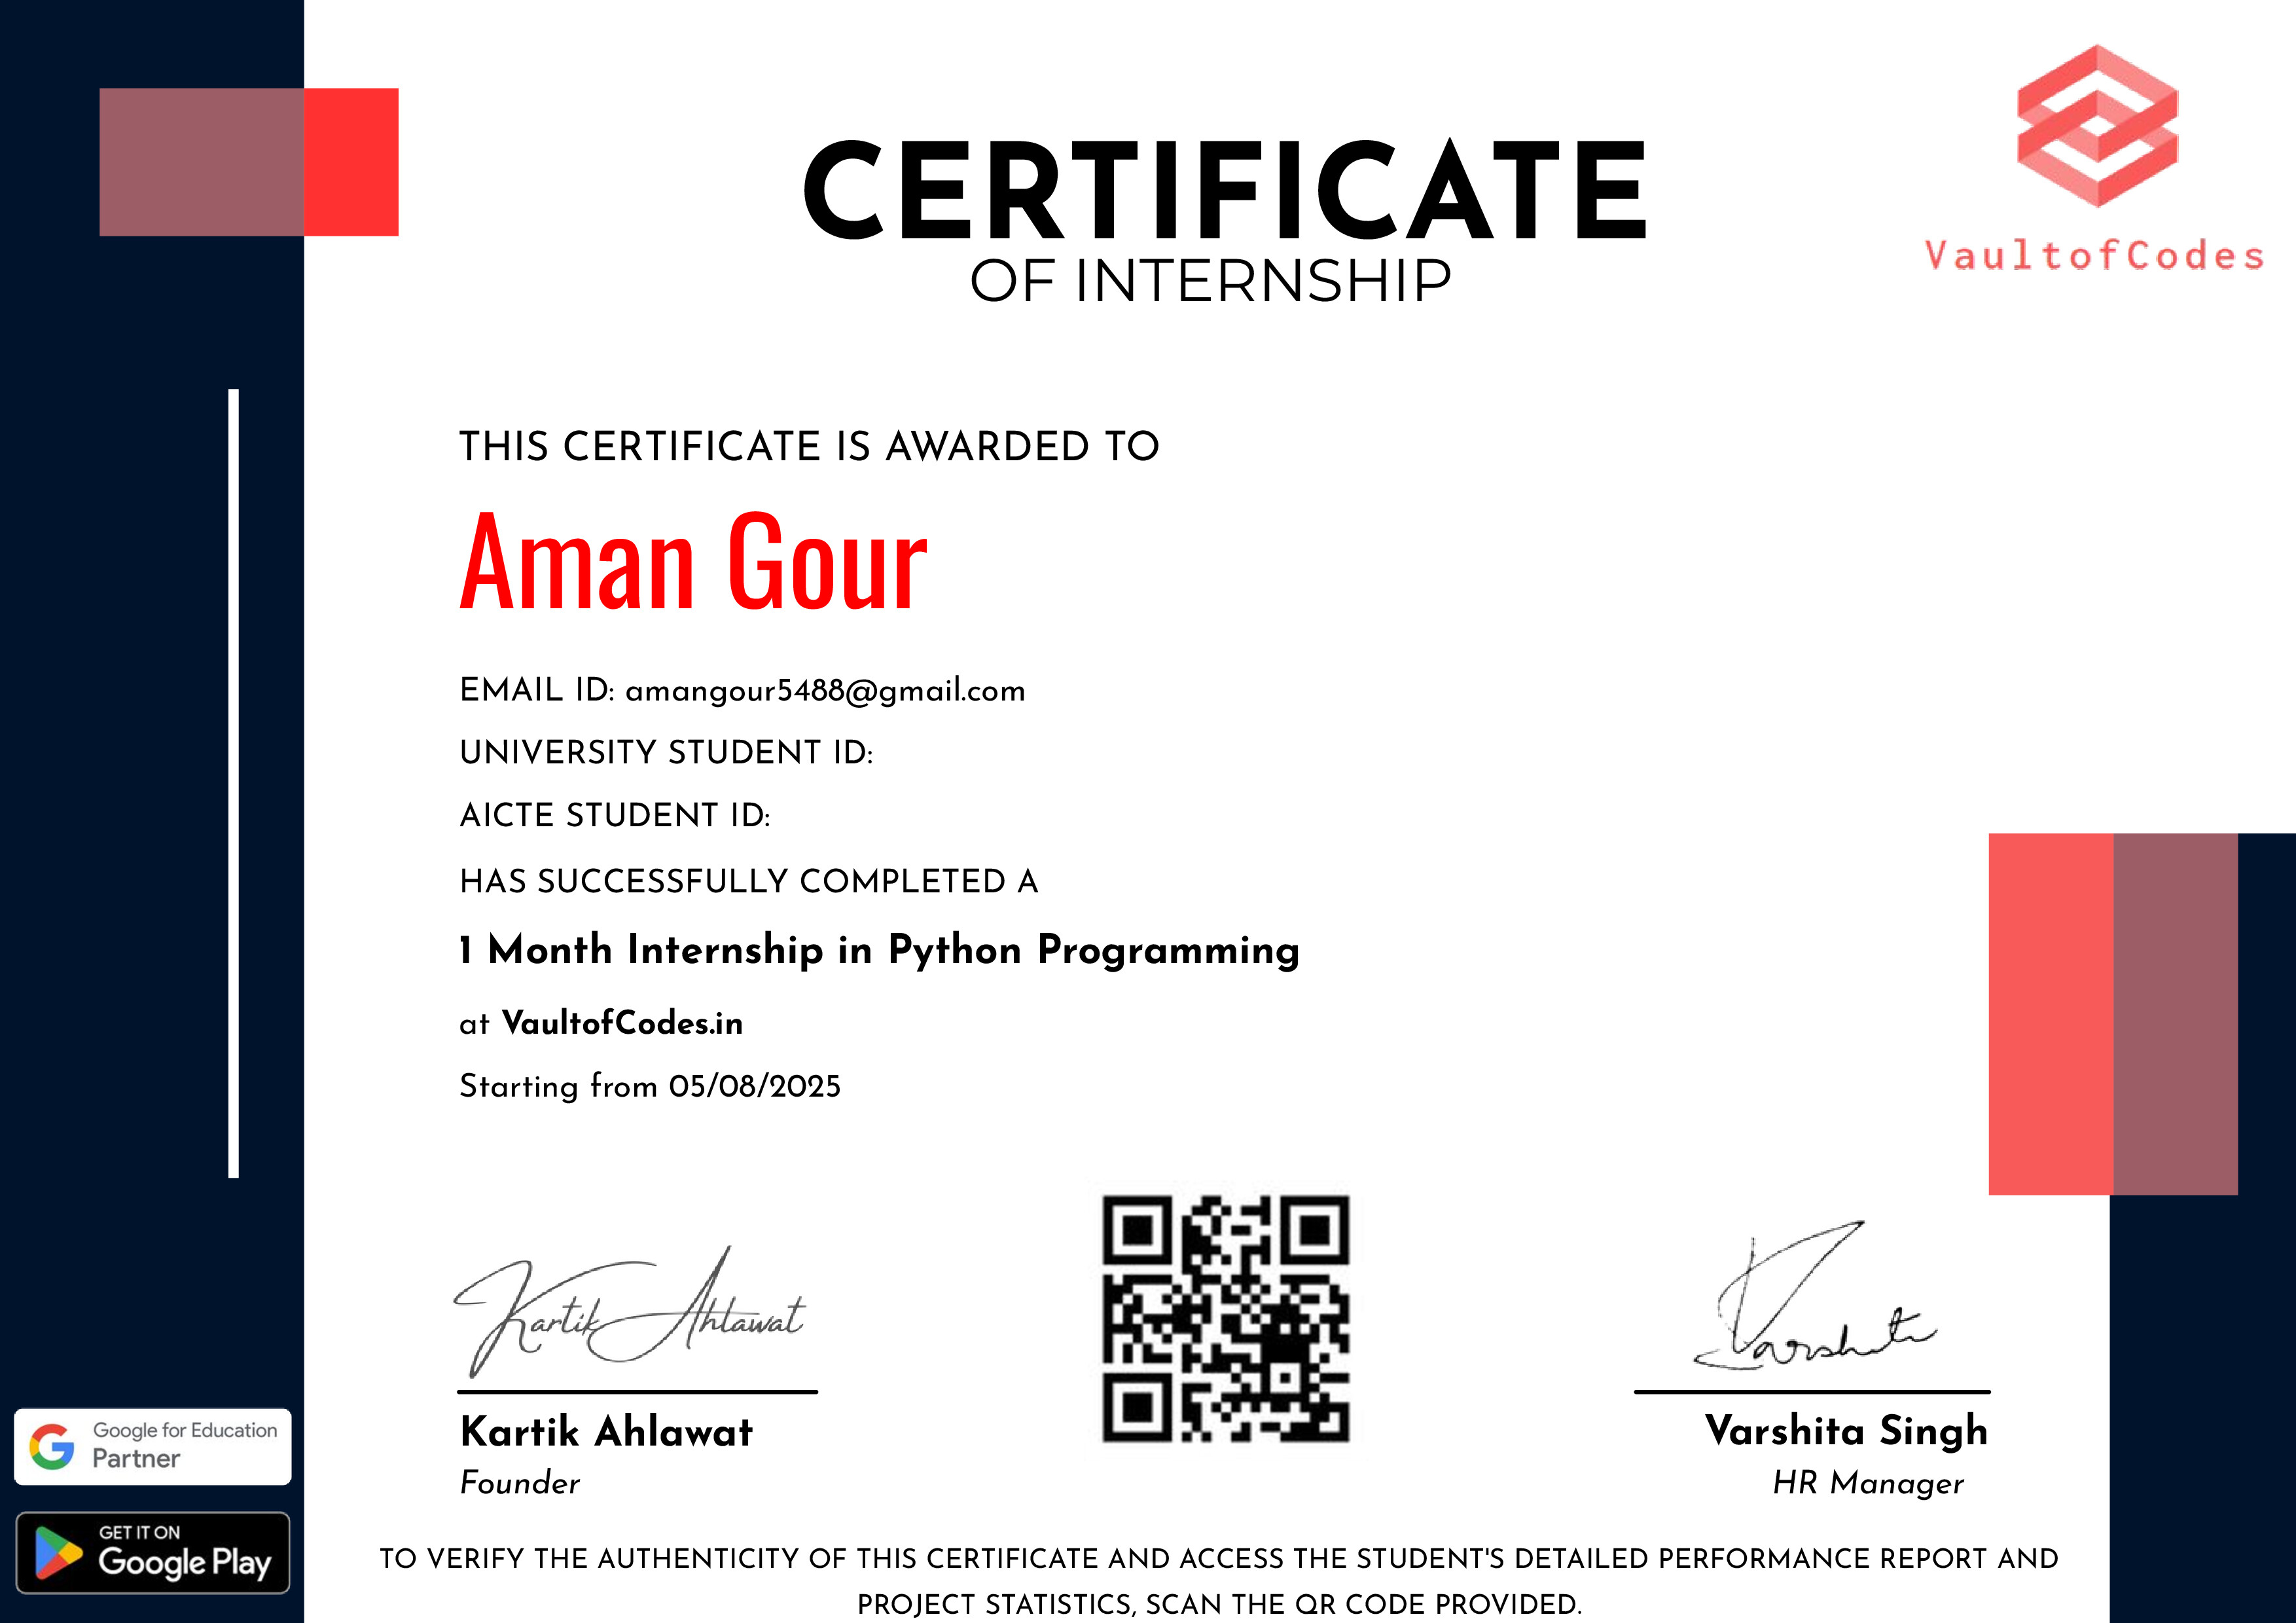 CERTIFICATE
OF INTERNSHIP
VaultofCodes
THIS CERTIFICATE IS AWARDED TO
Aman Gour
EMAIL ID: amangour5488@gmail.com
UNIVERSITY STUDENT ID:
AICTE STUDENT ID:
HAS SUCCESSFULLY COMPLETED A
1 Month Internship in Python Programming
at VaultofCodes.in
Starting from 05/08/2025
Kartik Ahlawat
Varshita
Kartik Ahlawat
Founder
Varshita Singh
HR Manager
Google for Education
Partner
GET IT ON
Google Play
TO VERIFY THE AUTHENTICITY OF THIS CERTIFICATE AND ACCESS THE STUDENT'S DETAILED PERFORMANCE REPORT AND
PROJECT STATISTICS, SCAN THE QR CODE PROVIDED.